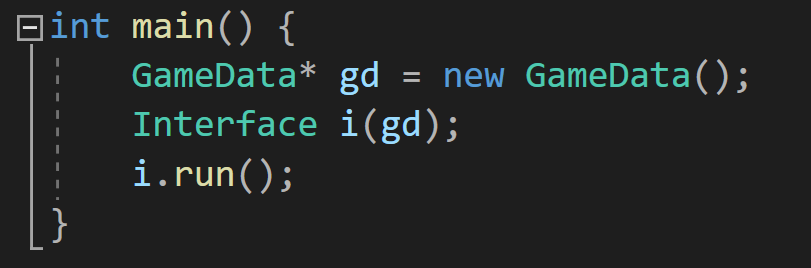 int main() {
    GameData* gd = new GameData();
    Interface i(gd);
    i.run();
}